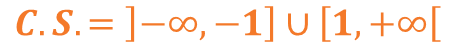 C.S.= ]−∞,−1] ∪ [1,+∞[